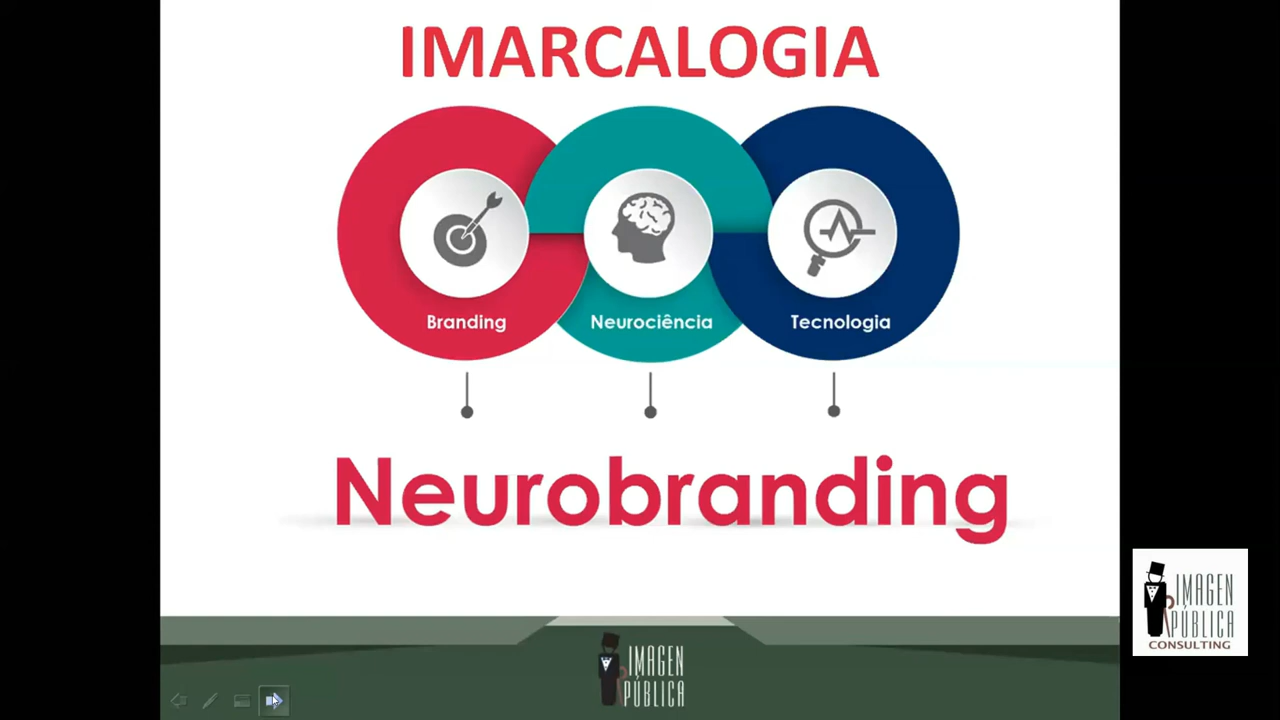 IMARCALOGIA
Branding
Neurociência
Tecnologia
Neurobranding
IMAGEN
PÚBLICA
IMAGEN
PÚBLICA
CONSULTING